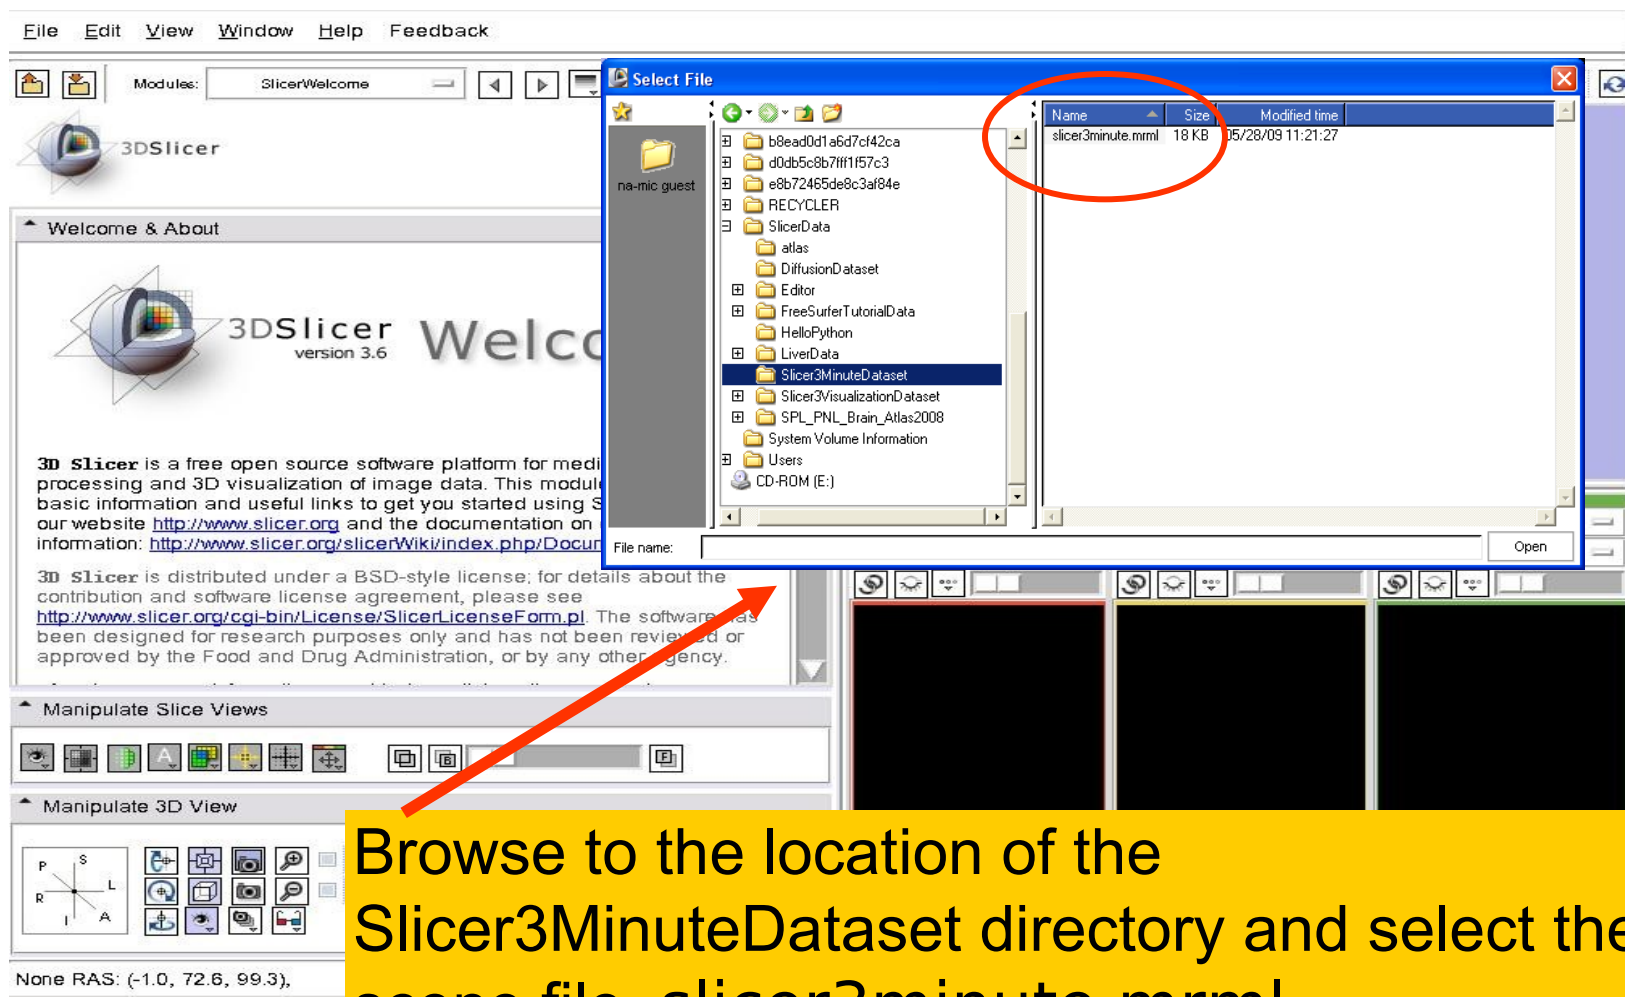 File Edit View Window Help Feedback
Modules: SlicerWelcome
3DSlicer
Welcome & About
3DSlicer
version 3.6
3D Slicer is a free open source software platform for medi
processing and 3D visualization of image data. This modul
basic information and useful links to get you started using S
our website http://www.slicer.org and the documentation on
information: http://www.slicer.org/slicerWiki/index.php/Docur
3D Slicer is distributed under a BSD-style license; for details about the
contribution and software license agreement, please see
http://www.slicer.org/cgi-bin/License/SlicerLicenseForm.pl. The software has
been designed for research purposes only and has not been reviewed or
approved by the Food and Drug Administration, or by any other agency.
Manipulate Slice Views
A
B
F
Manipulate 3D View
P S
R L
I A
None RAS: (-1.0, 72.6, 99.3),
Select File
na-mic guest
b8ead0d1a6d7cf42ca
d0db5c8b7fff1f57c3
e8b72465de8c3af84e
RECYCLER
SlicerData
atlas
DiffusionDataset
Editor
FreeSurferTutorialData
HelloPython
LiverData
Slicer3MinuteDataset
Slicer3VisualizationDataset
SPL_PNL_Brain_Atlas2008
System Volume Information
Users
CD-ROM (E:)
Name Size Modified time
slicer3minute.mrml 18 KB 05/28/09 11:21:27
File name:
Open
Browse to the location of the
Slicer3MinuteDataset directory and select the
scene file slicer3minute.mrml